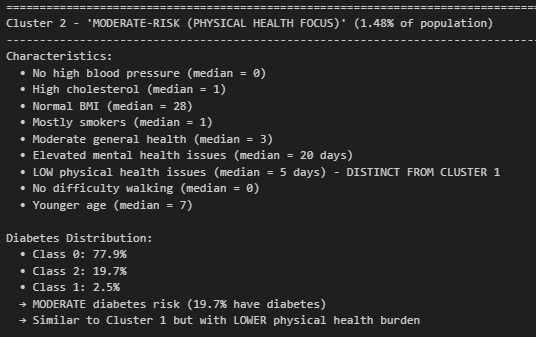 ================================================================================
Cluster 2 - 'MODERATE-RISK (PHYSICAL HEALTH FOCUS)' (1.48% of population)
--------------------------------------------------------------------------------
Characteristics:
• No high blood pressure (median = 0)
• High cholesterol (median = 1)
• Normal BMI (median = 28)
• Mostly smokers (median = 1)
• Moderate general health (median = 3)
• Elevated mental health issues (median = 20 days)
• LOW physical health issues (median = 5 days) - DISTINCT FROM CLUSTER 1
• No difficulty walking (median = 0)
• Younger age (median = 7)
Diabetes Distribution:
• Class 0: 77.9%
• Class 2: 19.7%
• Class 1: 2.5%
→ MODERATE diabetes risk (19.7% have diabetes)
→ Similar to Cluster 1 but with LOWER physical health burden